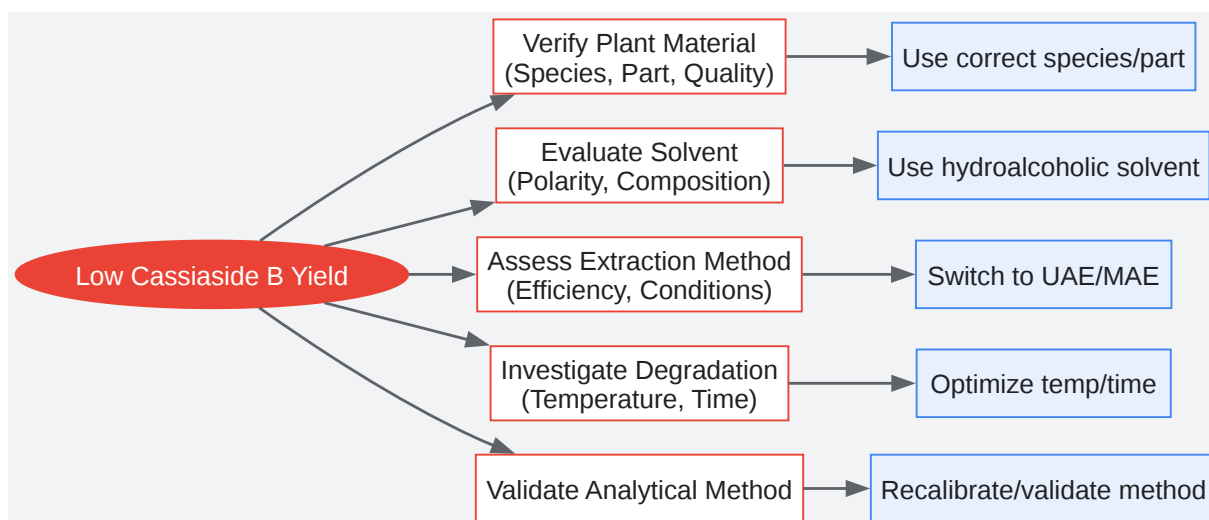 Low Cassiaside B Yield
Verify Plant Material
(Species, Part, Quality)
Use correct species/part
Evaluate Solvent
(Polarity, Composition)
Use hydroalcoholic solvent
Assess Extraction Method
(Efficiency, Conditions)
Switch to UAE/MAE
Investigate Degradation
(Temperature, Time)
Optimize temp/time
Validate Analytical Method
Recalibrate/validate method